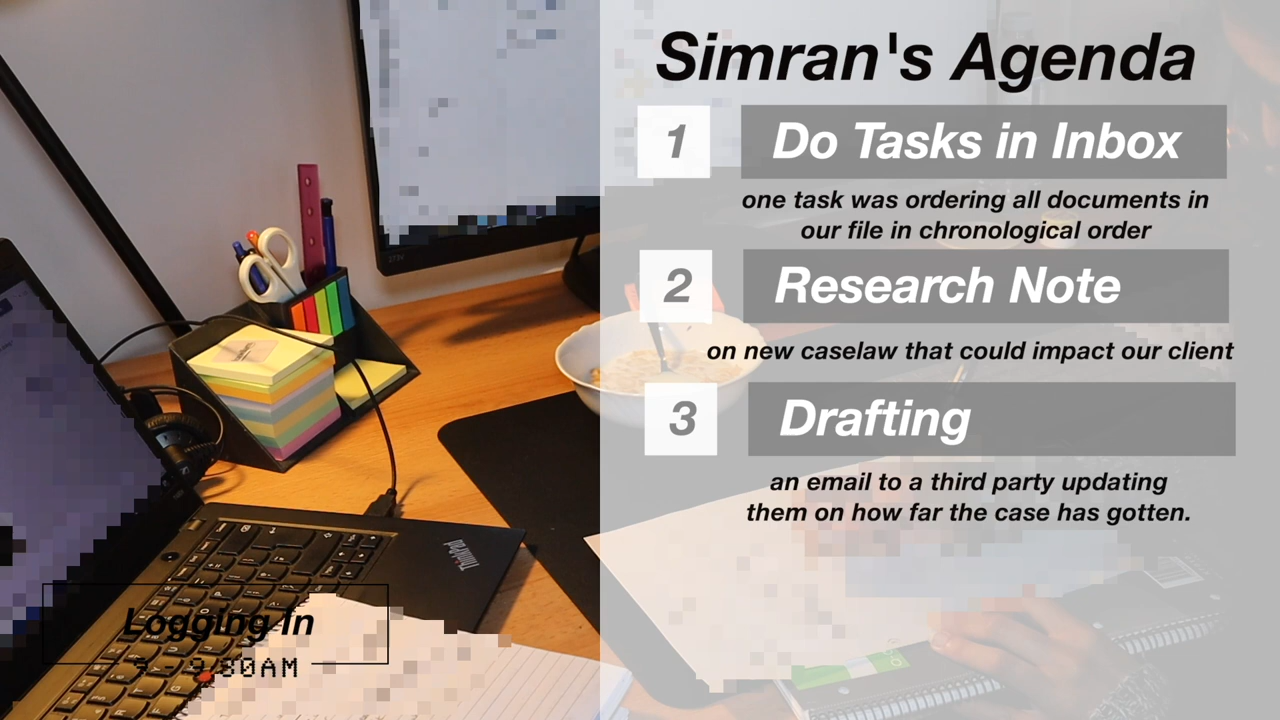 Simran's Agenda
1 Do Tasks in Inbox
one task was ordering all documents in
our file in chronological order
2 Research Note
on new caselaw that could impact our client
3 Drafting
an email to a third party updating
them on how far the case has gotten.
ThinkPad
Logging In